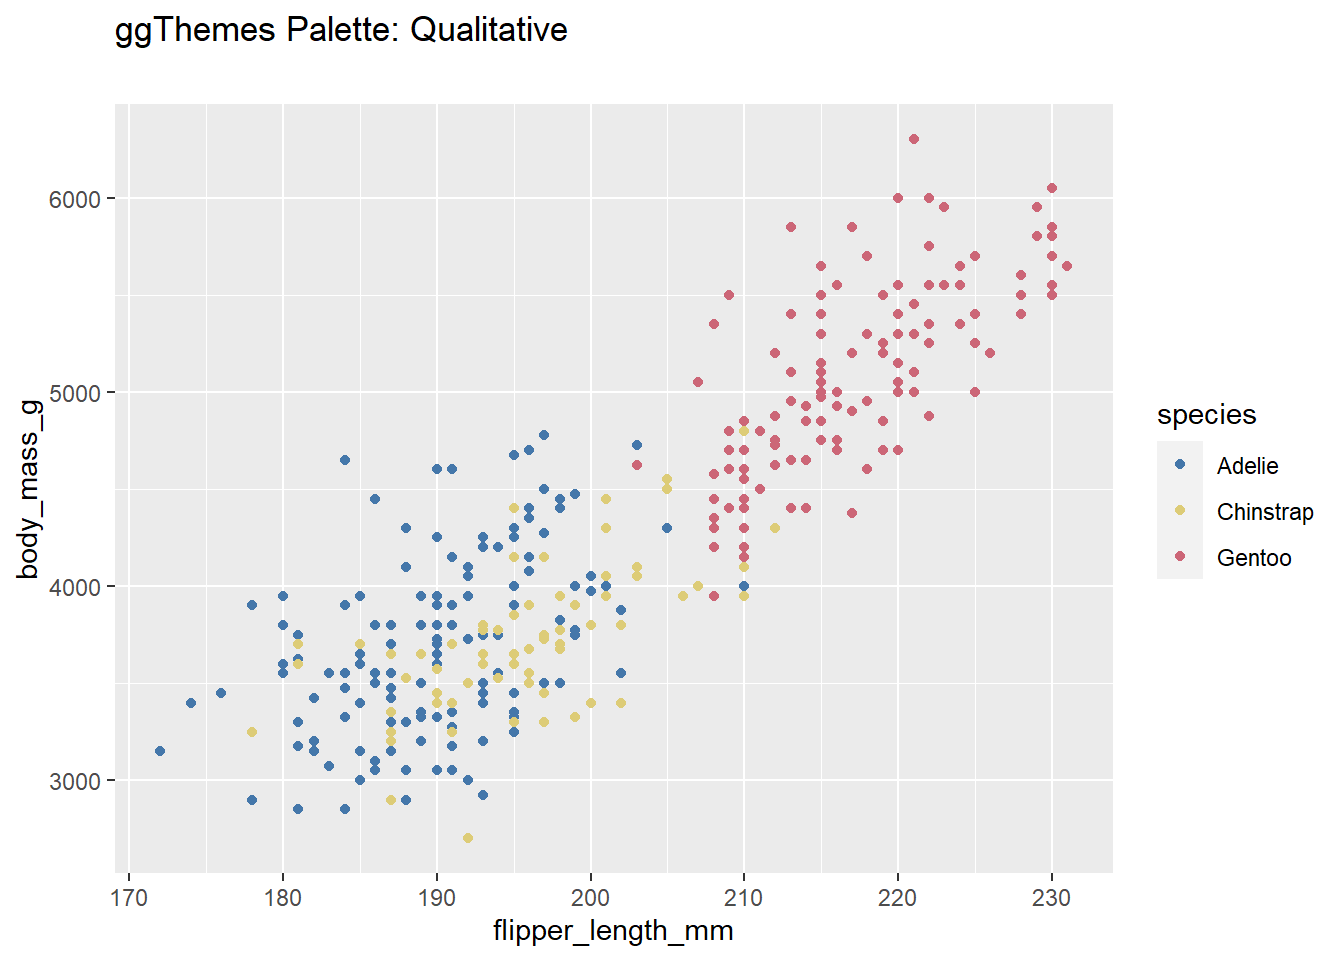 ggThemes Palette: Qualitative
6000
5000
4000
3000
body_mass_g
170 180 190 200 210 220 230
flipper_length_mm
species
Adelie
Chinstrap
Gentoo